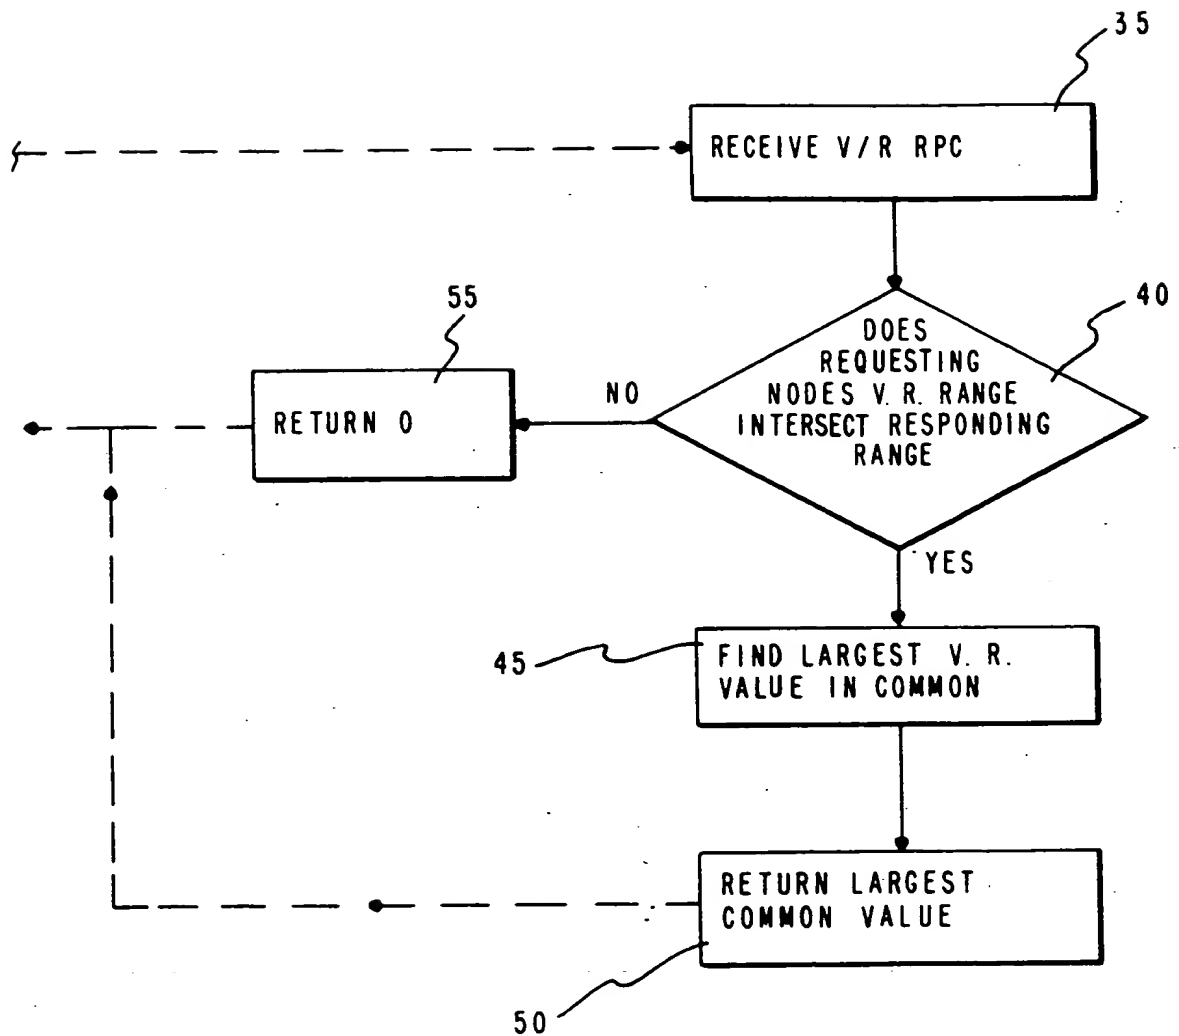 35
RECEIVE V/R RPC
40
DOES
REQUESTING
NODES V.R. RANGE
INTERSECT RESPONDING
RANGE
55
NO
RETURN 0
YES
45
FIND LARGEST V.R.
VALUE IN COMMON
RETURN LARGEST
COMMON VALUE
50